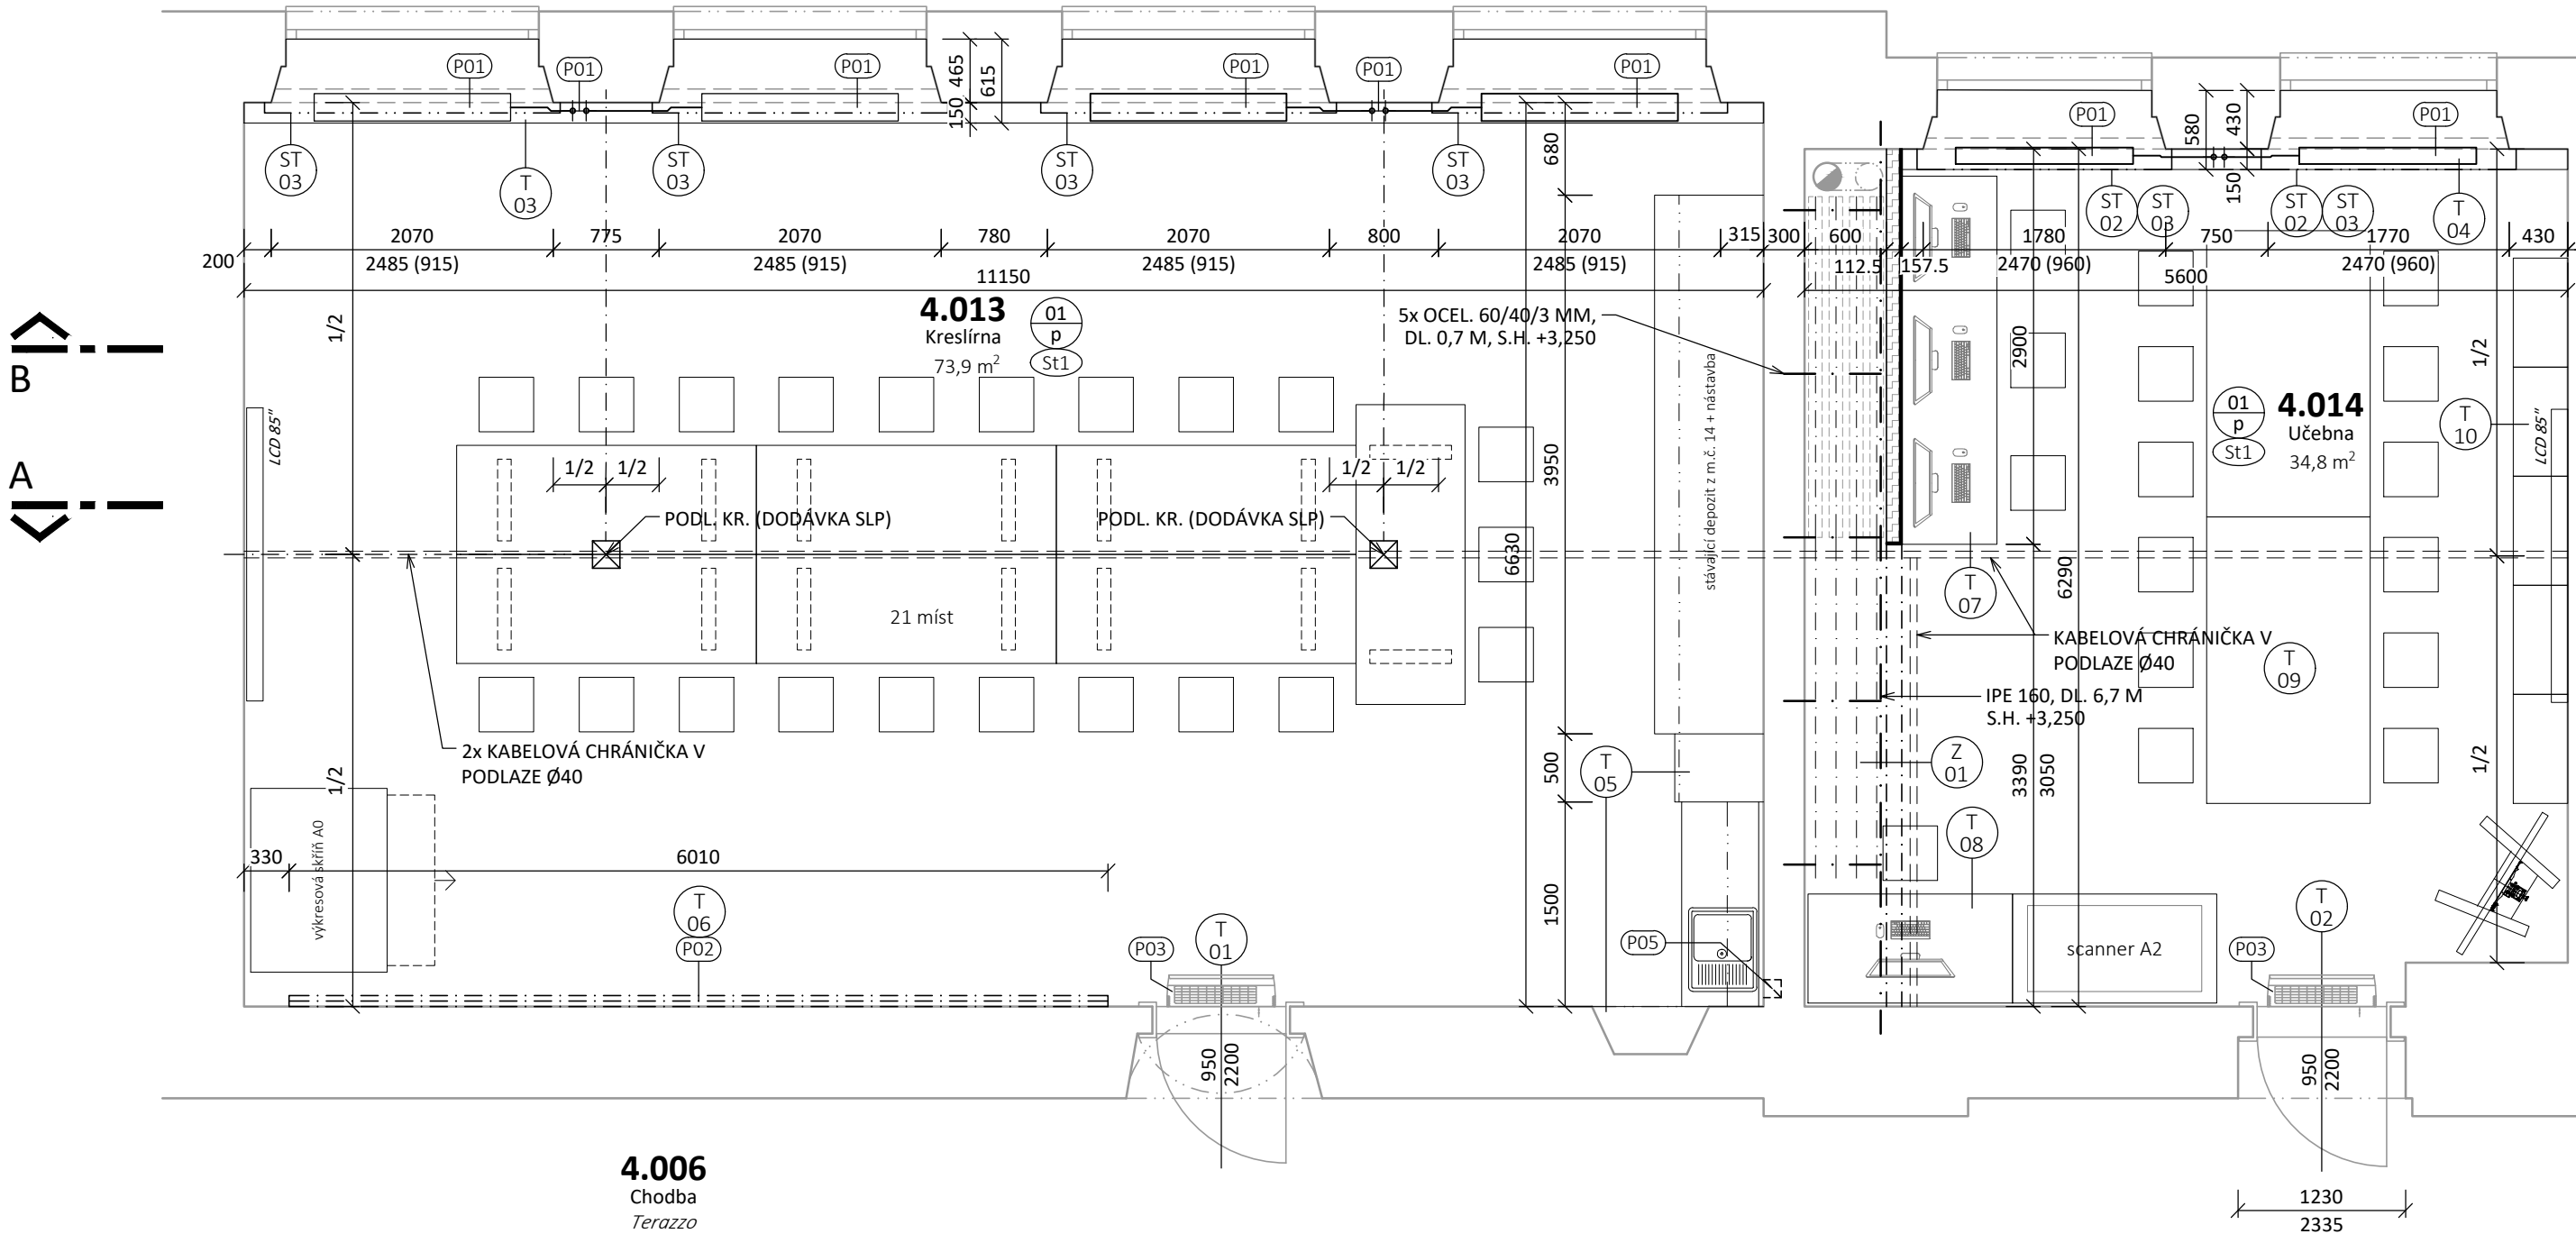 P01
P01
P01
465
615
150
P01
P01
P01
P01
580
430
150
P01
ST
03
T
03
ST
03
ST
03
ST
03
680
ST
02
ST
03
ST
02
ST
03
T
04
200
2070
2485 (915)
775
2070
2485 (915)
780
2070
2485 (915)
800
2070
2485 (915)
315
300
600
112.5
157.5
1780
2470 (960)
750
1770
2470 (960)
430
11150
5600
B
A
1/2
4.013
Kreslírna
73,9 m²
01
p
St1
5x OCEL. 60/40/3 MM,
DL. 0,7 M, S.H. +3,250
2900
1/2
01
p
St1
4.014
Učebna
34,8 m²
T
10
LCD 85"
LCD 85"
1/2
1/2
1/2
1/2
PODL. KR. (DODÁVKA SLP)
PODL. KR. (DODÁVKA SLP)
3950
6630
stávající depozit z m.č. 14 + nástavba
21 míst
T
07
6290
KABELOVÁ CHRÁNIČKA V
PODLAZE Ø40
T
09
IPE 160, DL. 6,7 M
S.H. +3,250
2x KABELOVÁ CHRÁNIČKA V
PODLAZE Ø40
1/2
T
05
500
Z
01
3390
3050
1/2
výkresová skříň A0
330
6010
T
06
P02
T
08
1500
P03
T
01
P05
scanner A2
T
02
P03
950
2200
950
2200
4.006
Chodba
Terazzo
1230
2335